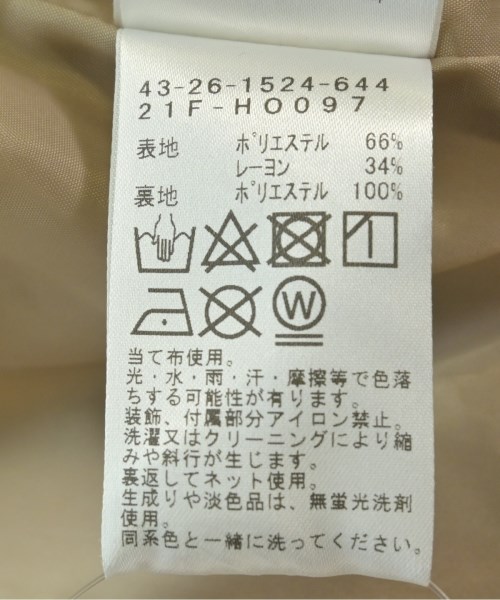 43-26-1524-644
21F-HO097
表地 ポリエステル 66%
レーヨン 34%
裏地 ポリエステル 100%
W
当て布使用。
光・水・雨・汗・摩擦等で色落
ちする可能性が有ります。
装飾、付属部分アイロン禁止。
洗濯又はクリーニングにより縮
みや斜行が生じます。
裏返してネット使用。
生成りや淡色品は、無蛍光洗剤
使用。
同系色と一緒に洗ってください。